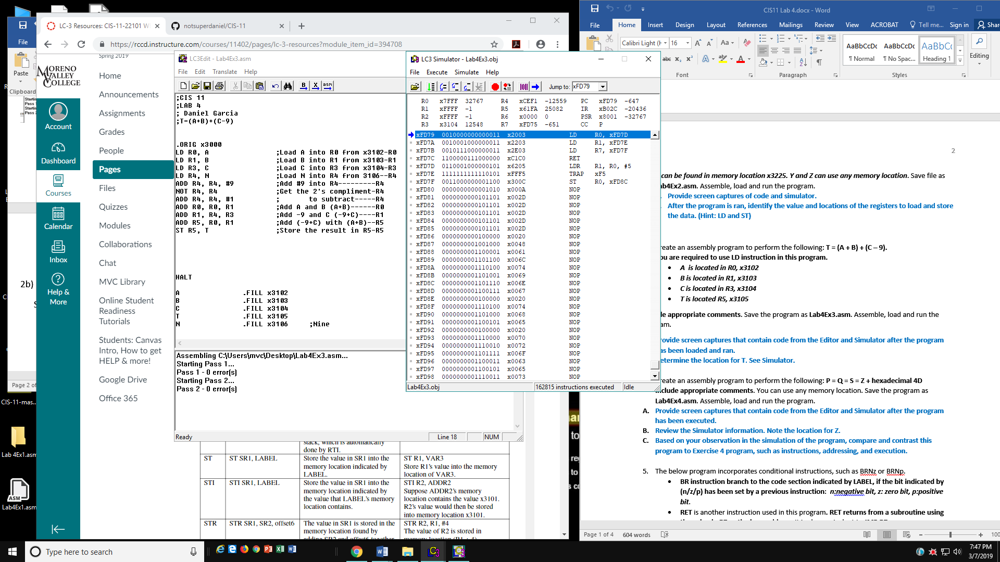 LC-3 Resources: CIS-11-22101 W
notsuperdaniel/CIS-11
https://rccd.instructure.com/courses/11402/pages/lc-3-resources?module_item_id=394708
File
Paste
Clipboard
Spring 2019
MORENO
VALLEY
COLLEGE
Account
Dashboard
Courses
Calendar
Inbox
Help &
More
Home
Announcements
Assignments
Grades
People
Pages
Files
Quizzes
Modules
Collaborations
Chat
MVC Library
Online Student
Readiness
Tutorials
Students: Canvas
Intro, How to get
HELP & more!
Google Drive
Office 365
2b)
Page 2 of
CIS-11-mas...
Lab 4Ex1.asm
Lab4Ex1.asm
LC3Edit - Lab4Ex3.asm
File Edit Translate Help
;CIS 11
;LAB 4
; Daniel Garcia
;T=(A+B)+(C-9)
.ORIG x3000
LD R0, A ;Load A into R0 from x3102-R0
LD R1, B ;Load B into R1 from x3103-R1
LD R3, C ;Load C into R3 from x3104-R3
LD R4, N ;Load N into R4 from 3106--R4
ADD R4, R4, #9 ;Add #9 into R4---------R4
NOT R4, R4 ;Get the 2's compliment-R4
ADD R4, R4, #1 ; to subtract-----R4
ADD R0, R0, R1 ;Add A and B (A+B)------R0
ADD R1, R4, R3 ;Add -9 and C (-9+C)----R1
ADD R5, R0, R1 ;Add (-9+C) with (A+B)--R5
ST R5, T ;Store the result in R5-R5
HALT
A .FILL x3102
B .FILL x3103
C .FILL x3104
T .FILL x3105
N .FILL x3106 ;Nine
Assembling C:\Users\mvc\Desktop\Lab4Ex3.asm...
Starting Pass 1...
Pass 1 - 0 error(s)
Starting Pass 2...
Pass 2 - 0 error(s)
Ready Line 18 NUM
LC3 Simulator - Lab4Ex3.obj
File Execute Simulate Help
Jump to: xFD79
R0 x7FFF 32767 R4 xCEF1 -12559 PC xFD79 -647
R1 xFFFF -1 R5 x61FA 25082 IR xB02C -20436
R2 xFFFF -1 R6 x0000 0 PSR x8001 -32767
R3 x3104 12548 R7 xFD75 -651 CC P
xFD79 0010000000000011 x2003 LD R0, xFD7D
xFD7A 0010001000000011 x2203 LD R1, xFD7E
xFD7B 0010111000000011 x2E03 LD R7, xFD7F
xFD7C 1100000111000000 xC1C0 RET
xFD7D 0110001000000101 x6205 LDR R1, R0, #5
xFD7E 1111111111110101 xFFF5 TRAP xF5
xFD7F 0011000000001100 x300C ST R0, xFD8C
xFD80 0000000000001010 x000A NOP
xFD81 0000000000101101 x002D NOP
xFD82 0000000000101101 x002D NOP
xFD83 0000000000101101 x002D NOP
xFD84 0000000000101101 x002D NOP
xFD85 0000000000101101 x002D NOP
xFD86 0000000000100000 x0020 NOP
xFD87 0000000001001000 x0048 NOP
xFD88 0000000001100001 x0061 NOP
xFD89 0000000001101100 x006C NOP
xFD8A 0000000001110100 x0074 NOP
xFD8B 0000000001101001 x0069 NOP
xFD8C 0000000001101110 x006E NOP
xFD8D 0000000001100111 x0067 NOP
xFD8E 0000000000100000 x0020 NOP
xFD8F 0000000001110100 x0074 NOP
xFD90 0000000001101000 x0068 NOP
xFD91 0000000001100101 x0065 NOP
xFD92 0000000000100000 x0020 NOP
xFD93 0000000001110000 x0070 NOP
xFD94 0000000001110010 x0072 NOP
xFD95 0000000001101111 x006F NOP
xFD96 0000000001100011 x0063 NOP
xFD97 0000000001100101 x0065 NOP
xFD98 0000000001110011 x0073 NOP
Lab4Ex3.obj 162815 instructions executed Idle
stack, which is automatically
done by RTI.
ST ST SR1, LABEL Store the value in SR1 into the ST R1, VAR3
memory location indicated by Store R1's value into the memory
LABEL. location of VAR3.
STI STI SR1, LABEL Store the value in SR1 into the STI R2, ADDR2
memory location indicated by Suppose ADDR2's memory
the value that LABEL's memory location contains the value x3101.
location contains. R2's value would then be stored
into memory location x3101.
STR STR SR1, SR2, offset6 The value in SR1 is stored in the STR R2, R1, #4
memory location found by The value of R2 is stored in
CIS11 Lab 4.docx - Word
File Home Insert Design Layout References Mailings Review View ACROBAT Tell me... Sign in Shar
Calibri Light (H 16
Font Paragraph Styles
AaBbCcDc AaBbCcDc AaBbCc
¶ Normal ¶ No Spac... Heading 1
Editing
2
can be found in memory location x3225. Y and Z can use any memory location. Save file as
ab4Ex2.asm. Assemble, load and run the program.
Provide screen captures of code and simulator.
After the program is ran, identify the value and locations of the registers to load and store
the data. (Hint: LD and ST)
reate an assembly program to perform the following: T = (A + B) + (C – 9).
ou are required to use LD instruction in this program.
• A is located in R0, x3102
• B is located in R1, x3103
• C is located in R3, x3104
• T is located R5, x3105
de appropriate comments. Save the program as Lab4Ex3.asm. Assemble, load and run the
am.
rovide screen captures that contain code from the Editor and Simulator after the program
as been loaded and ran.
etermine the location for T. See Simulator.
reate an assembly program to perform the following: P = Q = S = Z + hexadecimal 4D
nclude appropriate comments. You can use any memory location. Save the program as
Lab4Ex4.asm. Assemble, load and run the program.
A. Provide screen captures that contain code from the Editor and Simulator after the program
has been executed.
B. Review the Simulator information. Note the location for Z.
C. Based on your observation in the simulation of the program, compare and contrast this
program to Exercise 4 program, such as instructions, addressing, and execution.
5. The below program incorporates conditional instructions, such as BRNz or BRNp.
• BR instruction branch to the code section indicated by LABEL, if the bit indicated by
(n/z/p) has been set by a previous instruction: n:negative bit, z: zero bit, p:positive
bit.
• RET is another instruction used in this program. RET returns from a subroutine using
Page 1 of 4 604 words 100
Type here to search
7:47 PM
3/7/2019